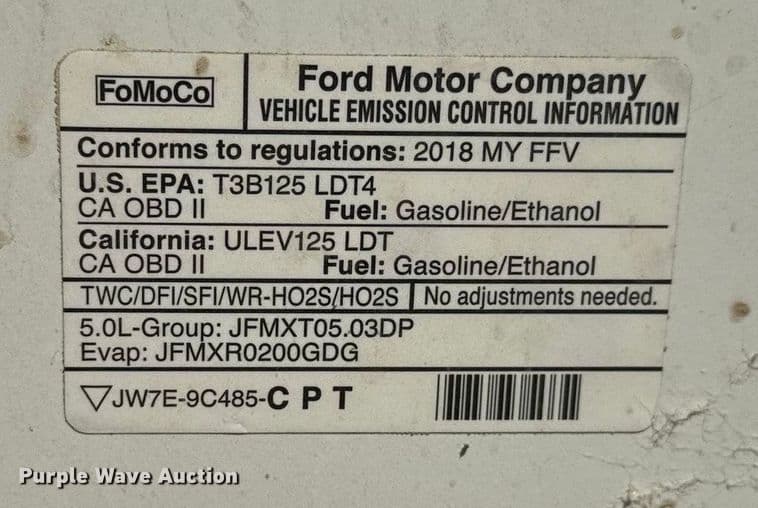 FoMoCo
Ford Motor Company
VEHICLE EMISSION CONTROL INFORMATION
Conforms to regulations: 2018 MY FFV
U.S. EPA: T3B125 LDT4
CA OBD II Fuel: Gasoline/Ethanol
California: ULEV125 LDT
CA OBD II Fuel: Gasoline/Ethanol
TWC/DFI/SFI/WR-HO2S/HO2S No adjustments needed.
5.0L-Group: JFMXT05.03DP
Evap: JFMXR0200GDG
▽JW7E-9C485-C P T
Purple Wave Auction